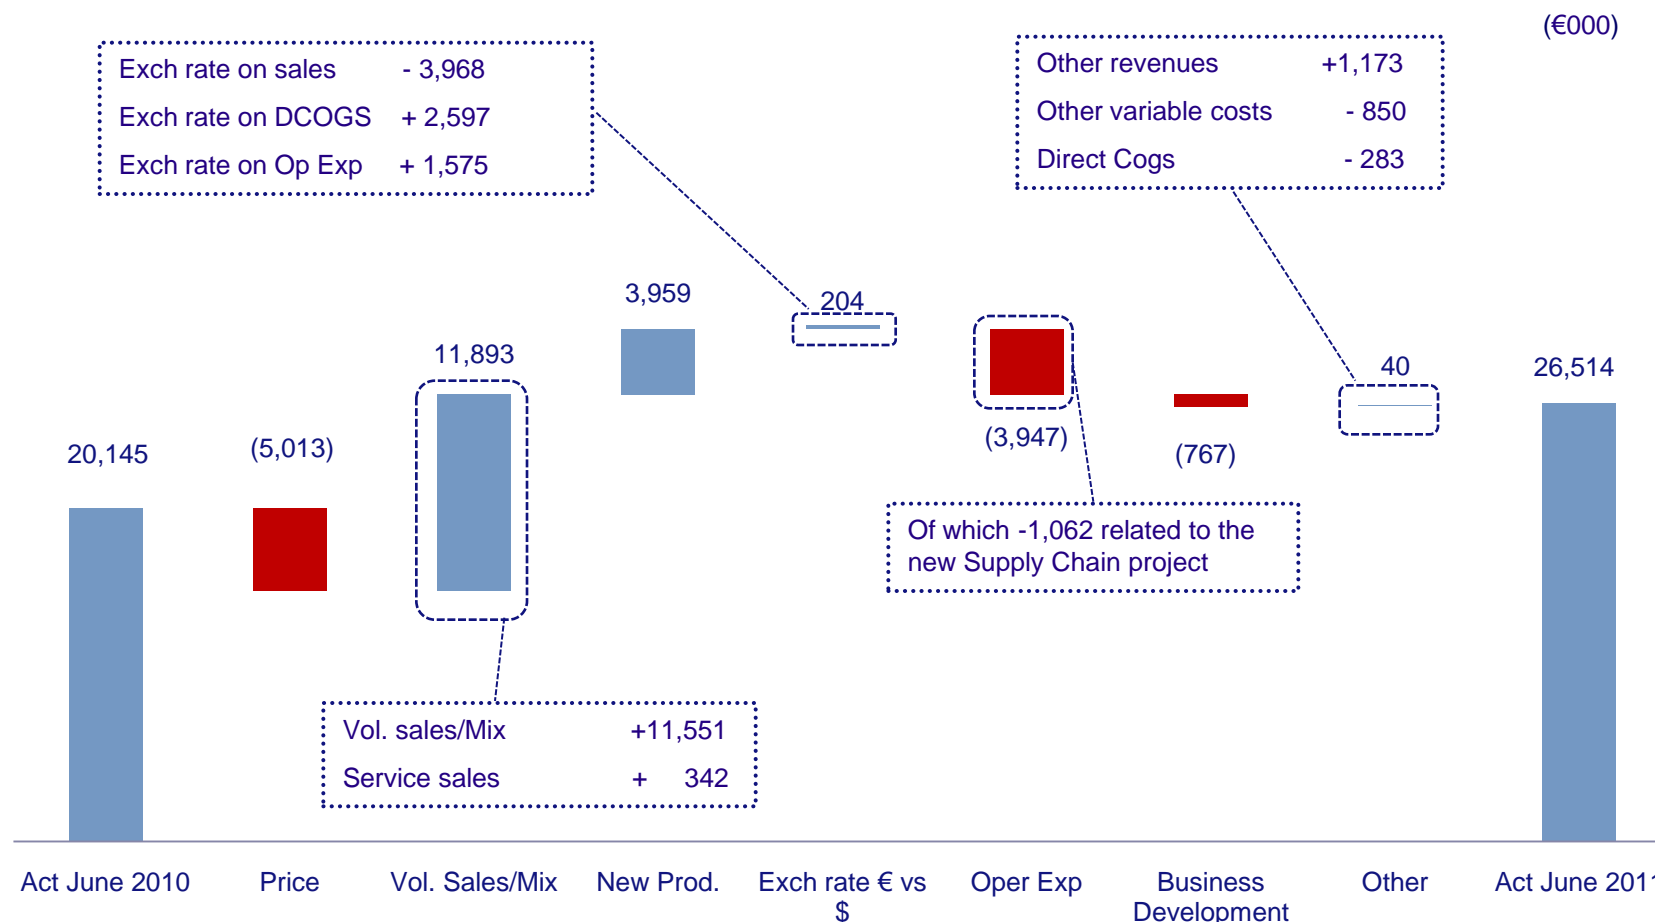 (€000)
Exch rate on sales - 3,968
Exch rate on DCOGS + 2,597
Exch rate on Op Exp + 1,575
Other revenues +1,173
Other variable costs - 850
Direct Cogs - 283
3,959
204
11,893
40
26,514
20,145
(5,013)
(3,947)
(767)
Of which -1,062 related to the
new Supply Chain project
Vol. sales/Mix +11,551
Service sales + 342
Act June 2010
Price
Vol. Sales/Mix
New Prod.
Exch rate € vs
$
Oper Exp
Business
Development
Other
Act June 201